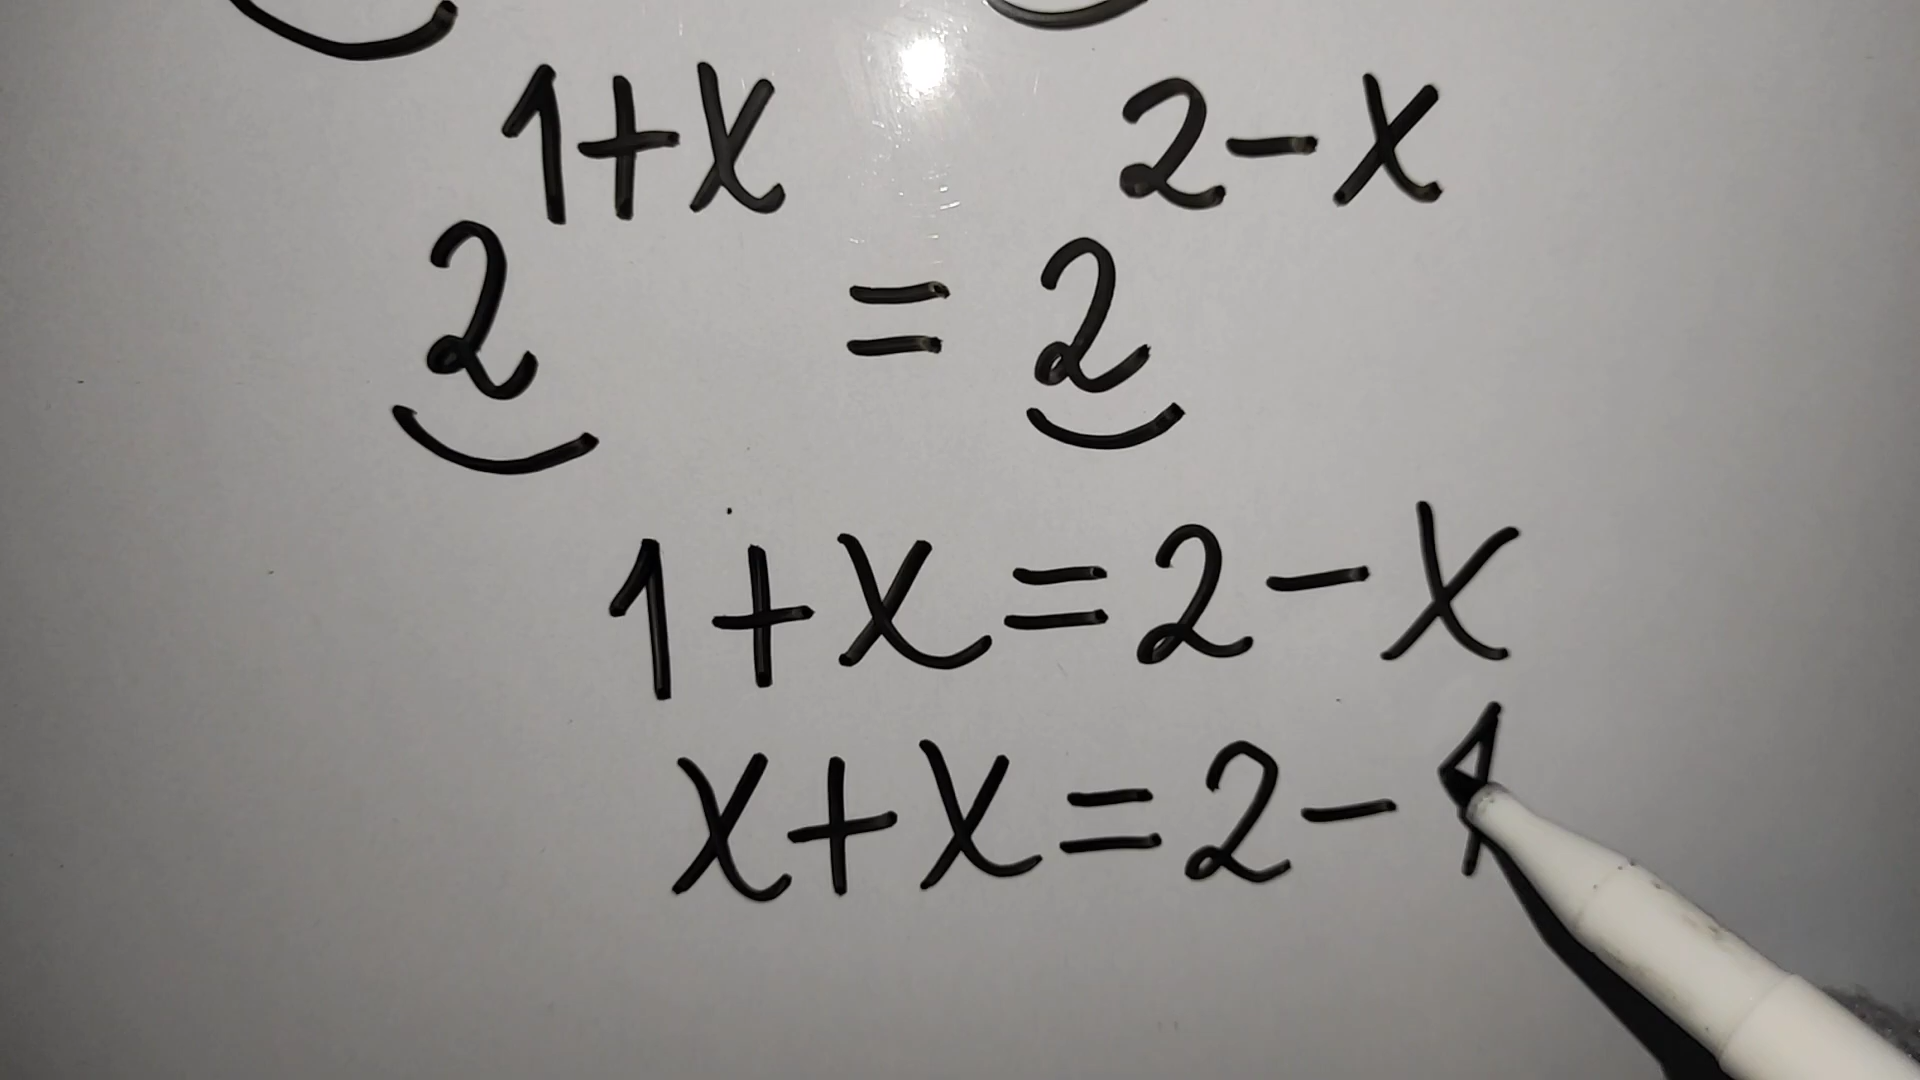 2^{1+x} = 2^{2-x}
1+x=2-x
x+x=2-1